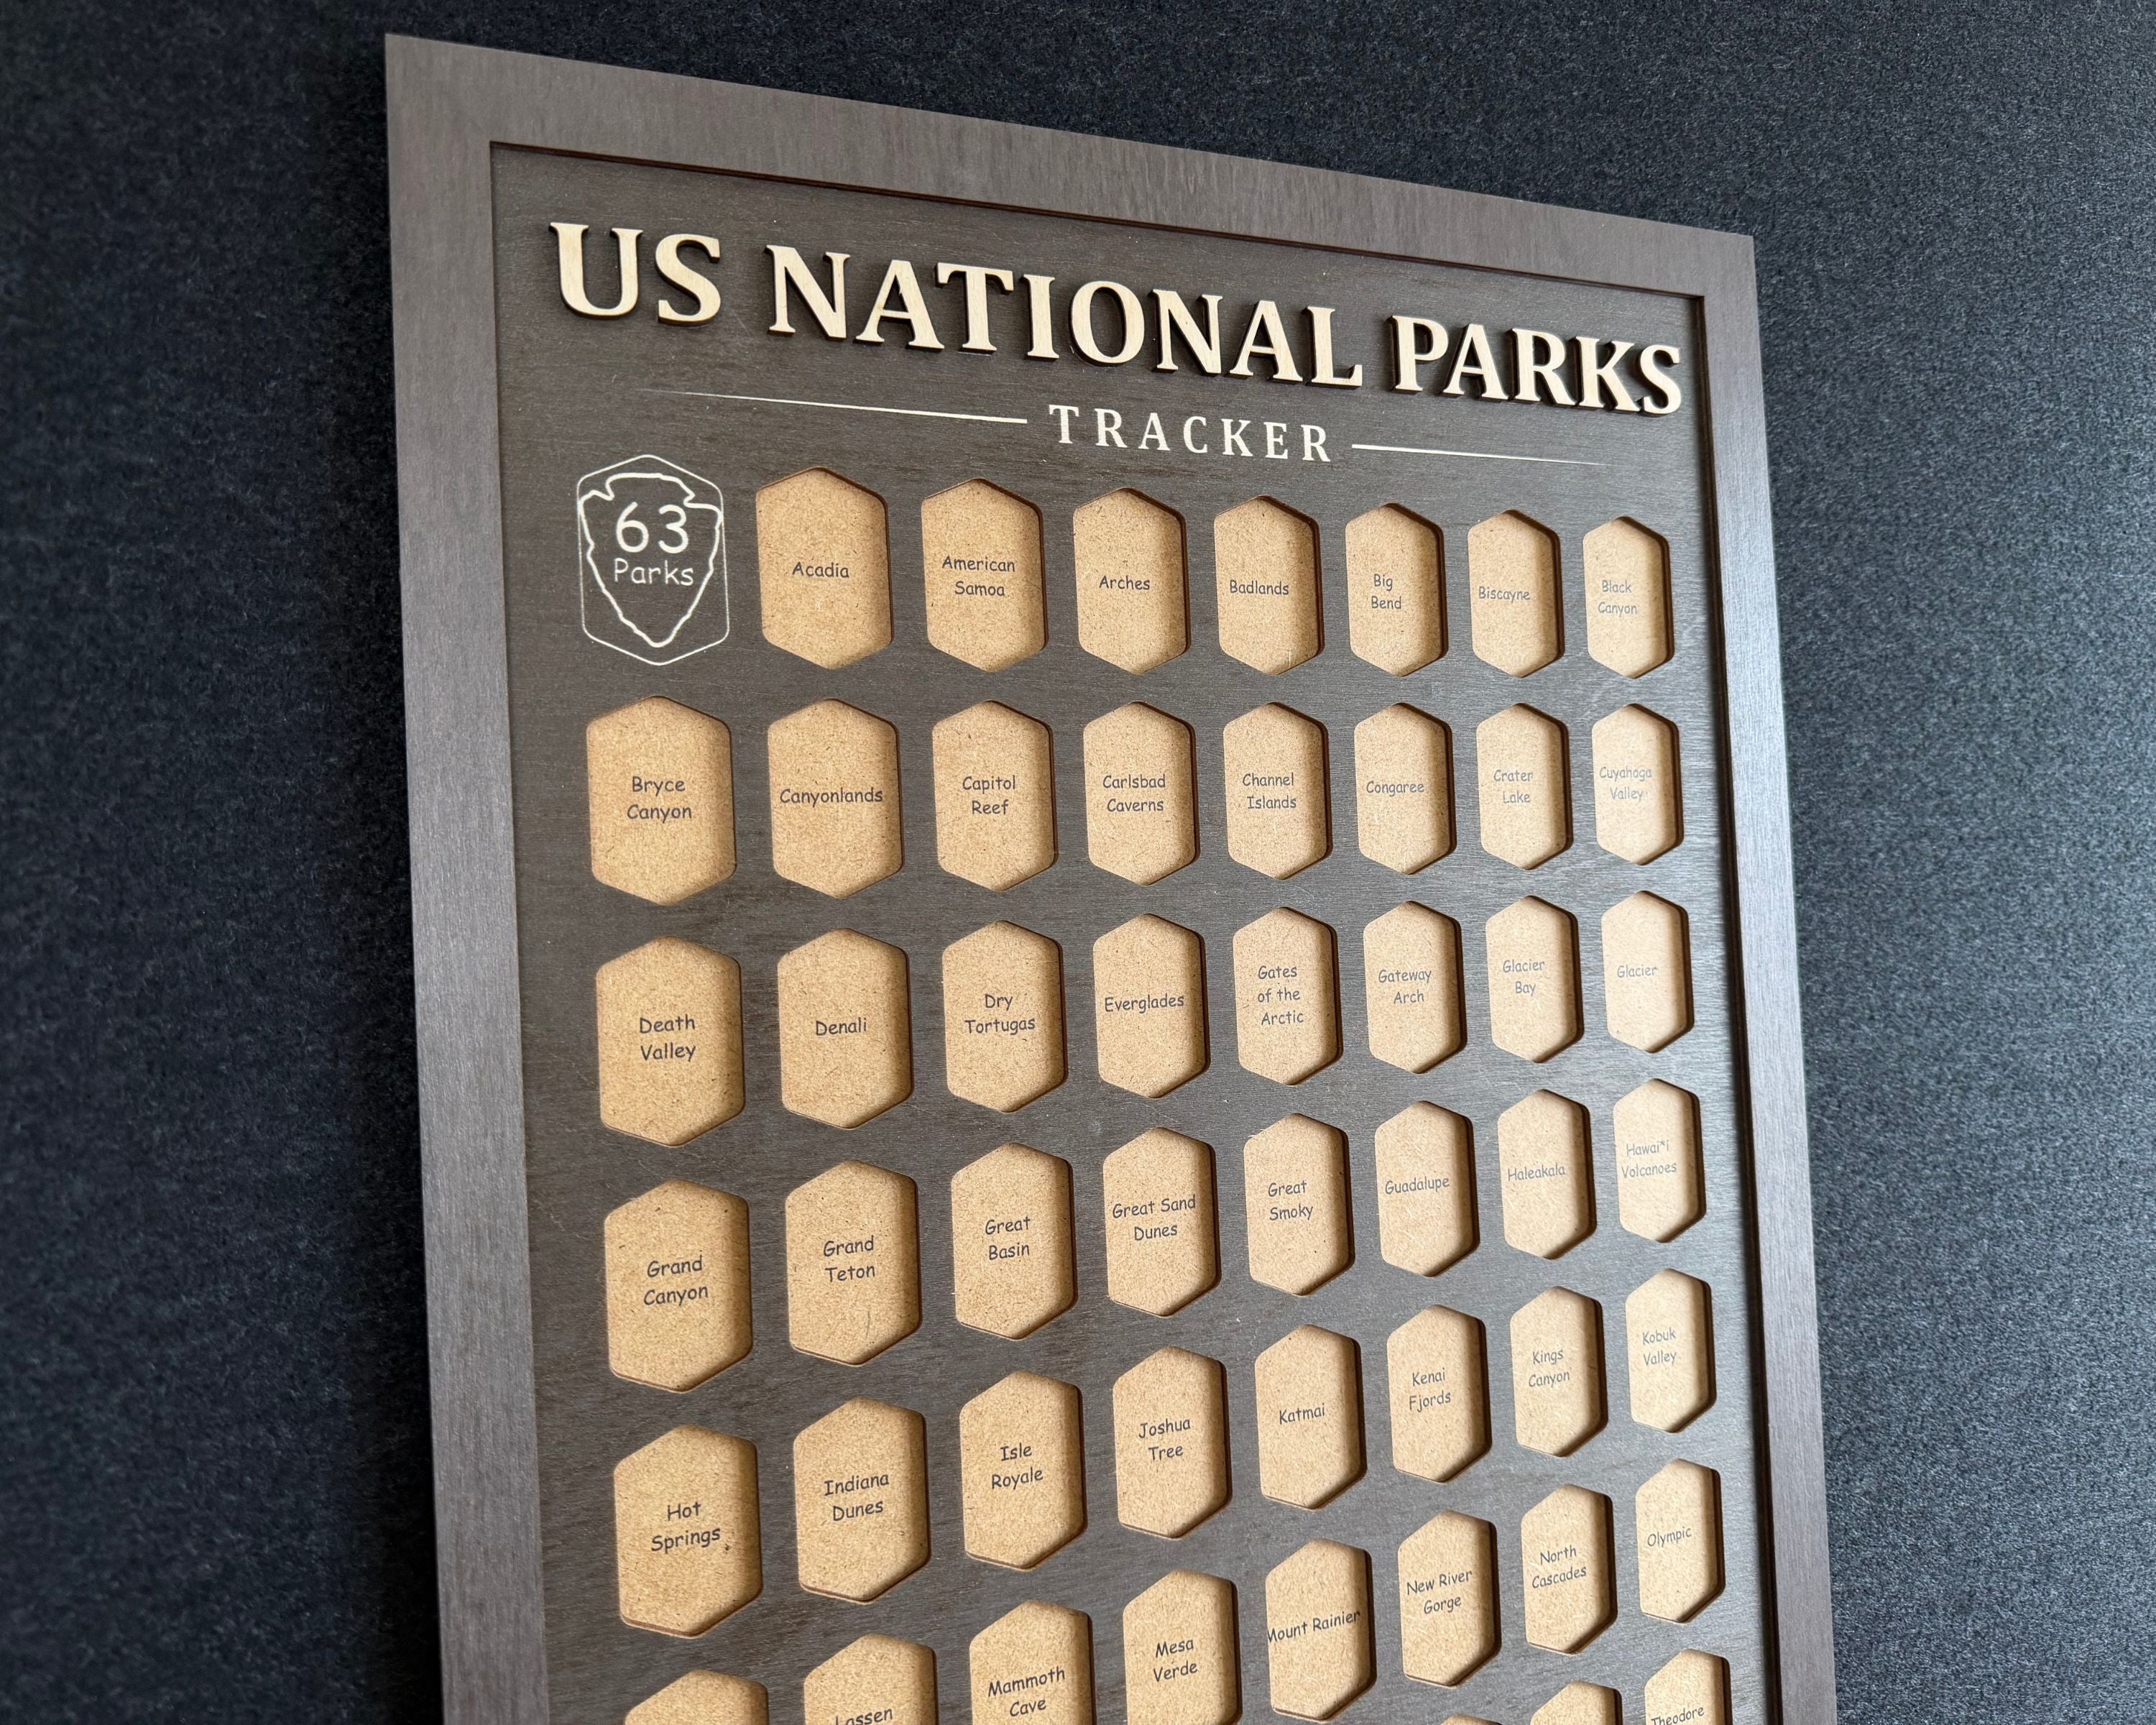 US NATIONAL PARKS
TRACKER
63
Parks
Acadia
American
Samoa
Arches
Badlands
Big
Bend
Biscayne
Black
Canyon
Bryce
Canyon
Canyonlands
Capitol
Reef
Carlsbad
Caverns
Channel
Islands
Congaree
Crater
Lake
Cuyahoga
Valley
Death
Valley
Denali
Dry
Tortugas
Everglades
Gates
of the
Arctic
Gateway
Arch
Glacier
Bay
Glacier
Grand
Canyon
Grand
Teton
Great
Basin
Great Sand
Dunes
Great
Smoky
Guadalupe
Haleakala
Hawai*i
Volcanoes
Hot
Springs
Indiana
Dunes
Isle
Royale
Joshua
Tree
Katmai
Kenai
Fjords
Kings
Canyon
Kobuk
Valley
Lassen
Mammoth
Cave
Mesa
Verde
Mount Rainier
New River
Gorge
North
Cascades
Olympic
Theodore